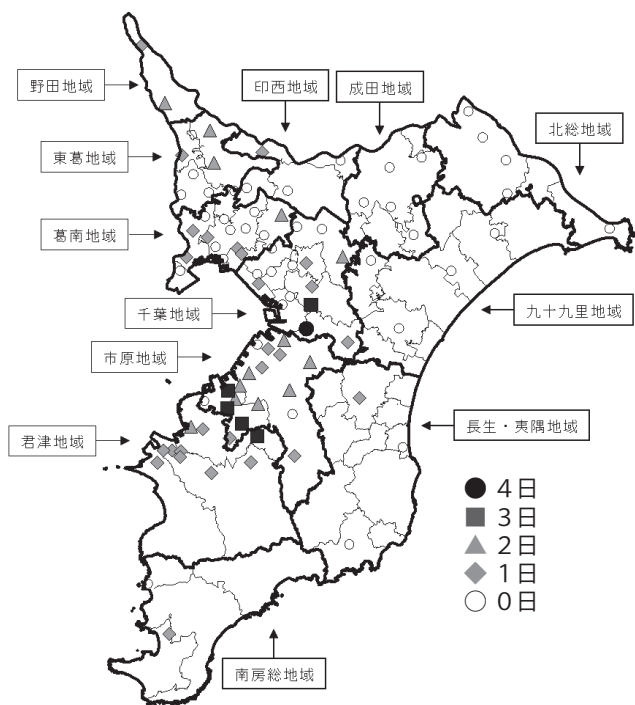 野田地域
印西地域
成田地域
北総地域
東葛地域
葛南地域
千葉地域
九十九里地域
市原地域
君津地域
長生・夷隅地域
4日
3日
2日
1日
0日
南房総地域